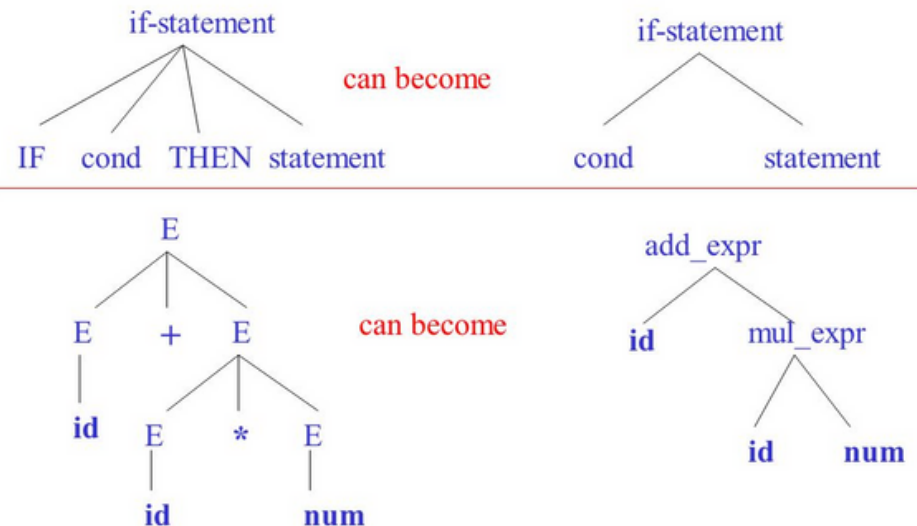 if-statement
if-statement
can become
IF cond THEN statement
cond statement
E
add_expr
E + E
can become
id
mul_expr
id
E * E
id num
id num